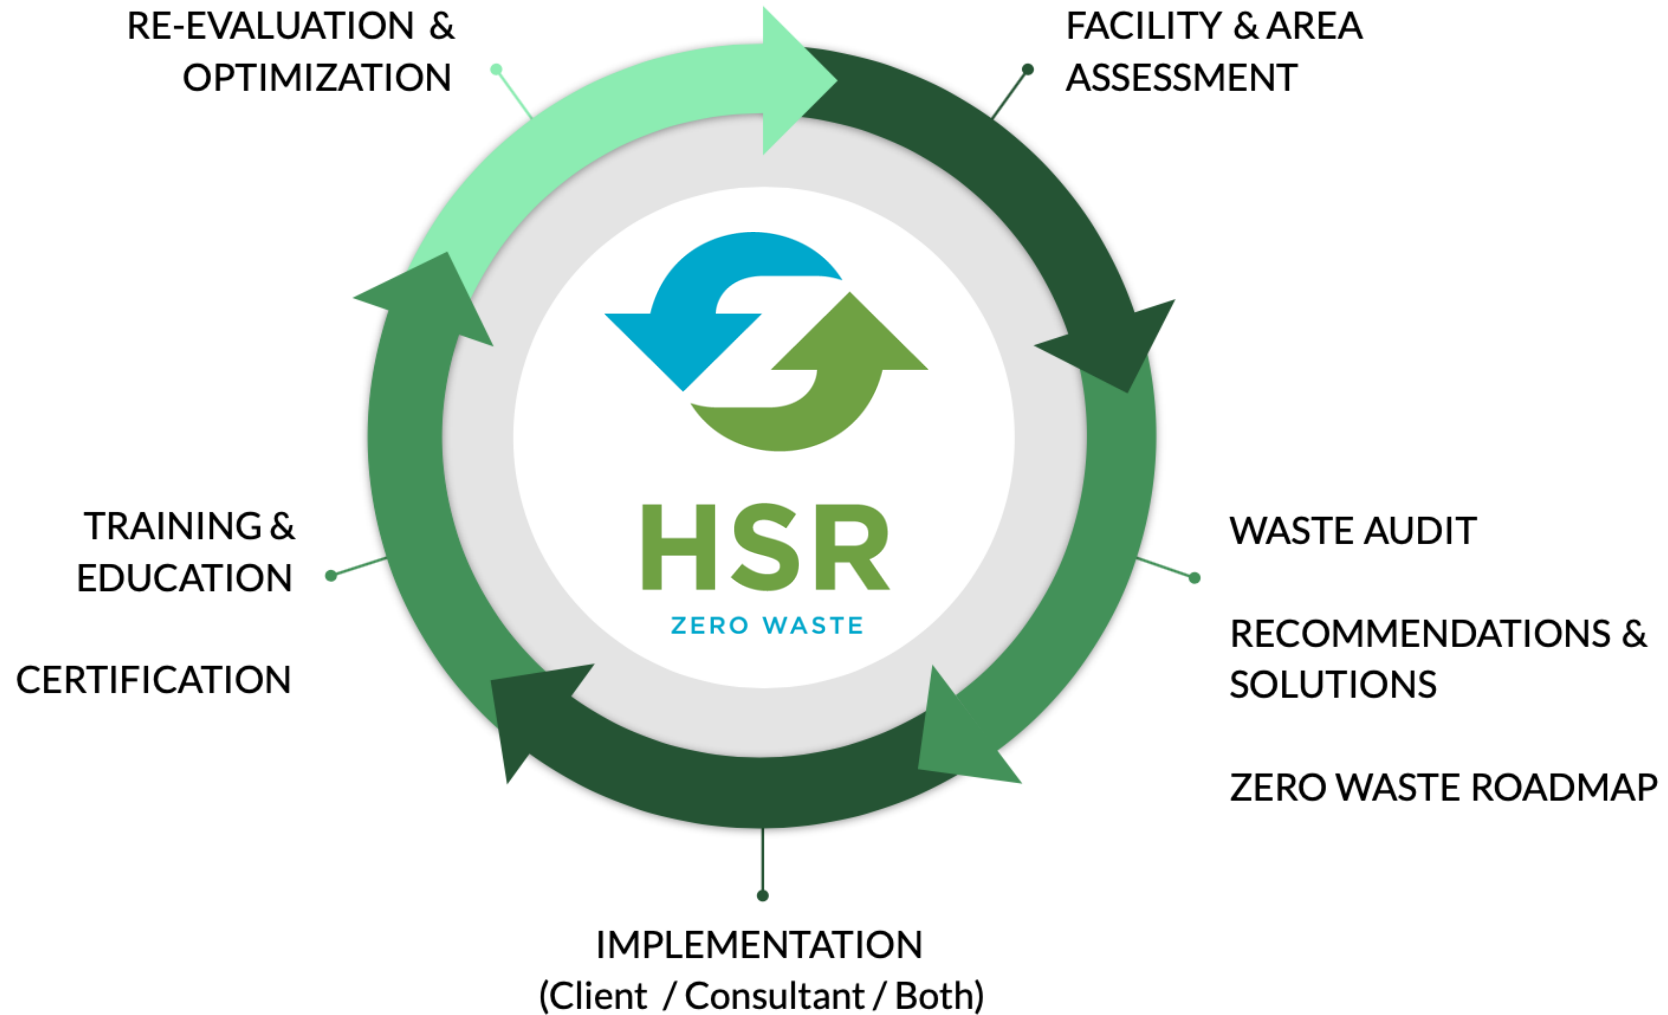 RE-EVALUATION &
OPTIMIZATION
FACILITY & AREA
ASSESSMENT
HSR
ZERO WASTE
TRAINING &
EDUCATION
CERTIFICATION
WASTE AUDIT
RECOMMENDATIONS &
SOLUTIONS
ZERO WASTE ROADMAP
IMPLEMENTATION
(Client / Consultant / Both)